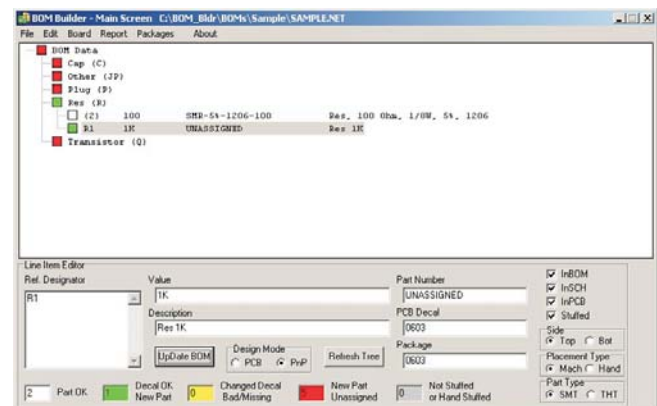 BOM Builder - Main Screen C:\BOM_Bldr\BOMs\Sample\SAMPLE.NET
File Edit Board Report Packages About
BOM Data
Cap (C)
Other (JP)
Plug (P)
Res (R)
(2) 100 SMR-5%-1206-100 Res, 100 Ohm, 1/8W, 5%, 1206
R1 1K UNASSIGNED Res 1K
Transistor (Q)
Line Item Editor
Ref. Designator
R1
Value
1K
Description
Res 1K
UpDate BOM
Design Mode
PCB PnP
Refresh Tree
Part Number
UNASSIGNED
PCB Decal
0603
Package
0603
InBOM
InSCH
InPCB
Stuffed
Side
Top Bot
Placement Type
Mach Hand
Part Type
SMT THT
2 Part OK
1 Decal OK New Part
0 Changed Decal Bad/Missing
5 New Part Unassigned
0 Not Stuffed or Hand Stuffed